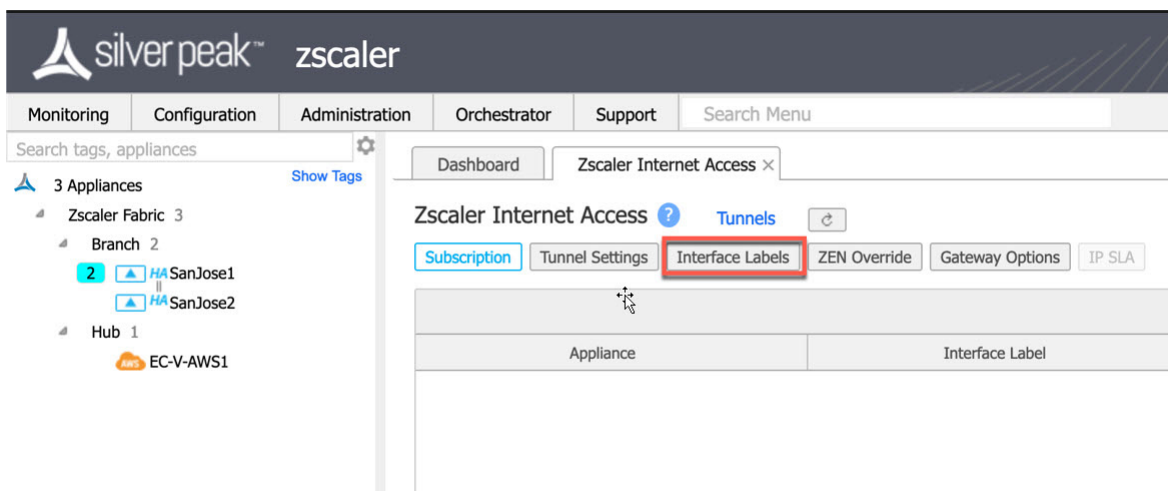 silver peak™ zscaler
Monitoring Configuration Administration Orchestrator Support Search Menu
Search tags, appliances
Show Tags
3 Appliances
Zscaler Fabric 3
Branch 2
2 HA SanJose1
HA SanJose2
Hub 1
AWS EC-V-AWS1
Dashboard Zscaler Internet Access ×
Zscaler Internet Access ? Tunnels
Subscription Tunnel Settings Interface Labels ZEN Override Gateway Options IP SLA
Appliance Interface Label